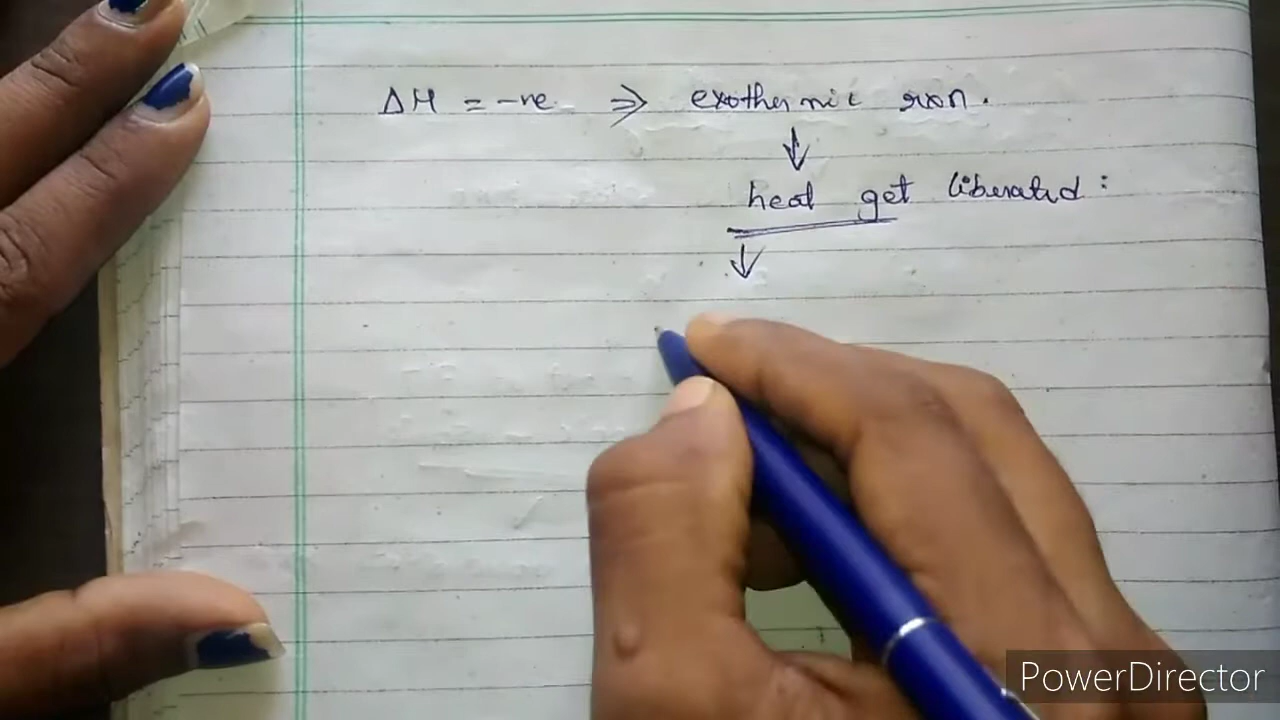 ΔH = -ve ⇒ exothermic rxn.
↓
heat get liberated :
↓
PowerDirector